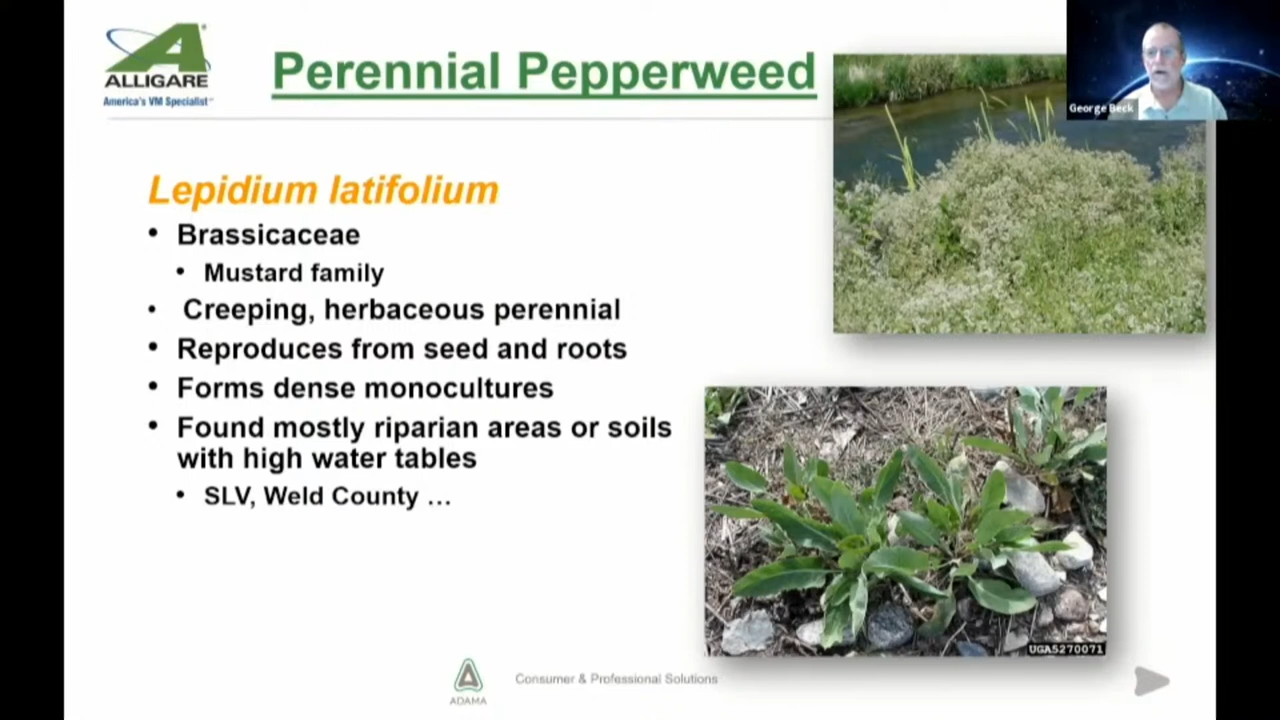 ALLIGARE
America's VM Specialist
Perennial Pepperweed
George Beck
Lepidium latifolium
• Brassicaceae
• Mustard family
• Creeping, herbaceous perennial
• Reproduces from seed and roots
• Forms dense monocultures
• Found mostly riparian areas or soils
with high water tables
• SLV, Weld County …
UGA5270071
ADAMA
Consumer & Professional Solutions